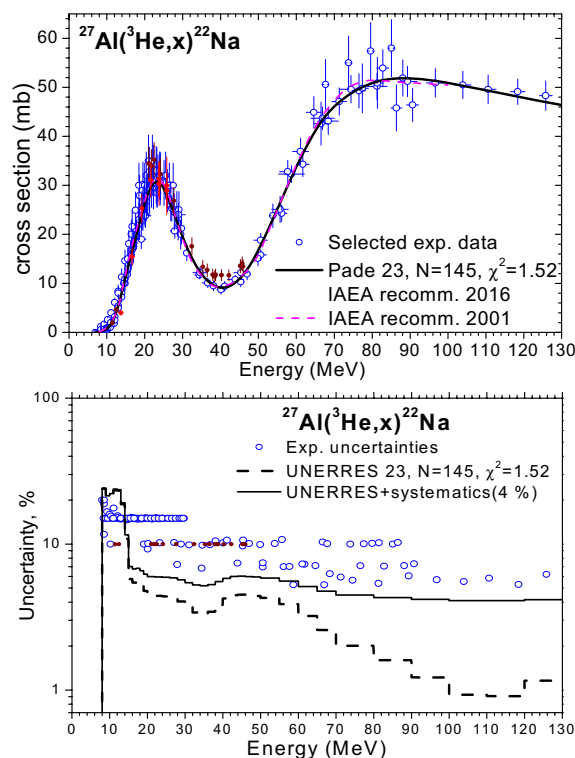 ²⁷Al(³He,x)²²Na
60
50
40
30
20
10
0
cross section (mb)
Selected exp. data
Pade 23, N=145, χ²=1.52
IAEA recomm. 2016
IAEA recomm. 2001
0 10 20 30 40 50 60 70 80 90 100 110 120 130
Energy (MeV)
²⁷Al(³He,x)²²Na
100
10
1
Uncertainty, %
Exp. uncertainties
UNERRES 23, N=145, χ²=1.52
UNERRES+systematics(4 %)
0 10 20 30 40 50 60 70 80 90 100 110 120 130
Energy (MeV)